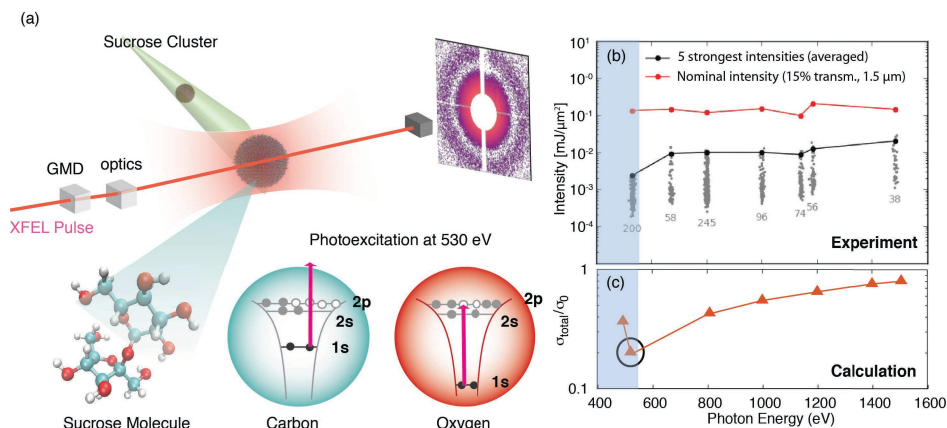 (a)
Sucrose Cluster
GMD
optics
XFEL Pulse
Photoexcitation at 530 eV
2p
2s
1s
2p
2s
1s
Sucrose Molecule
Carbon
Oxygen
(b)
5 strongest intensities (averaged)
Nominal intensity (15% transm., 1.5 µm)
Intensity [mJ/µm²]
10¹
10⁻⁰
10⁻¹
10⁻²
10⁻³
10⁻⁴
200
58
245
96
74
56
38
Experiment
(c)
σtotal/σ0
1
0.1
Calculation
400 600 800 1000 1200 1400 1600
Photon Energy (eV)